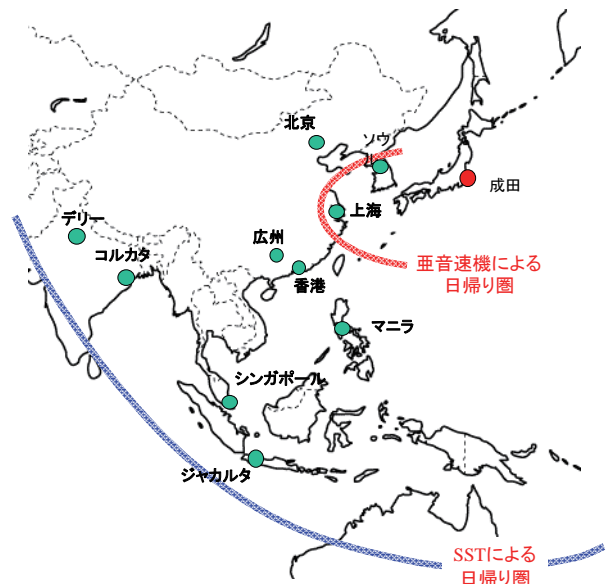 北京
ソウ
ル
成田
デリー
上海
コルカタ
広州
香港
亜音速機による
日帰り圏
マニラ
シンガポール
ジャカルタ
SSTによる
日帰り圏